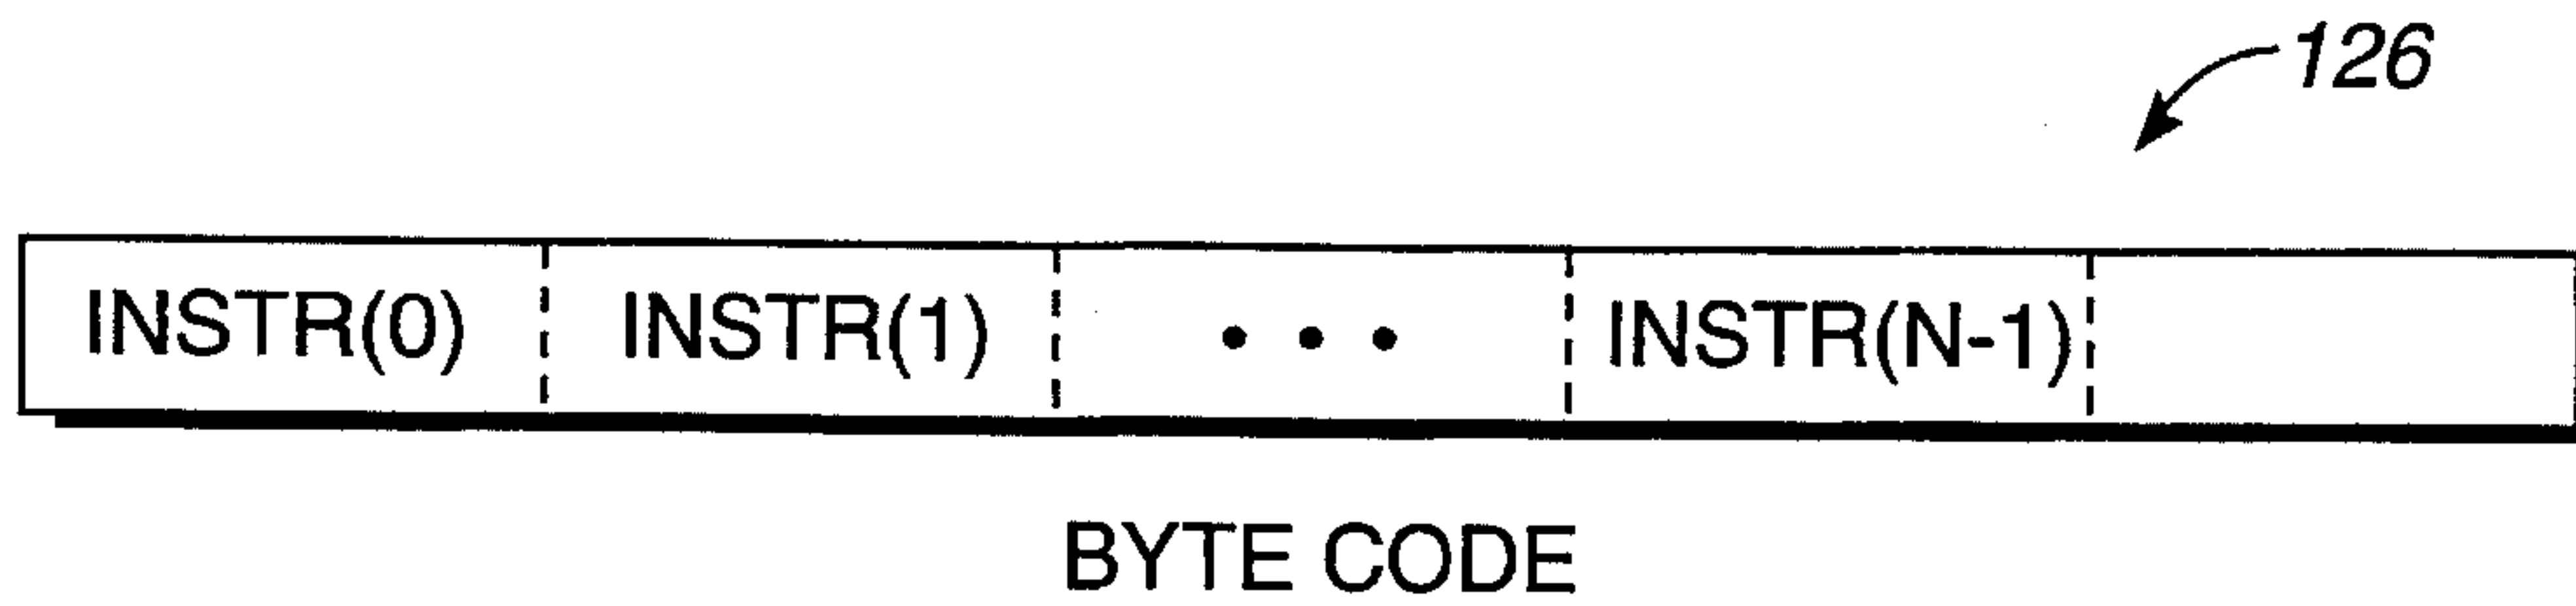 126
INSTR(0) INSTR(1) • • • INSTR(N-1)
BYTE CODE